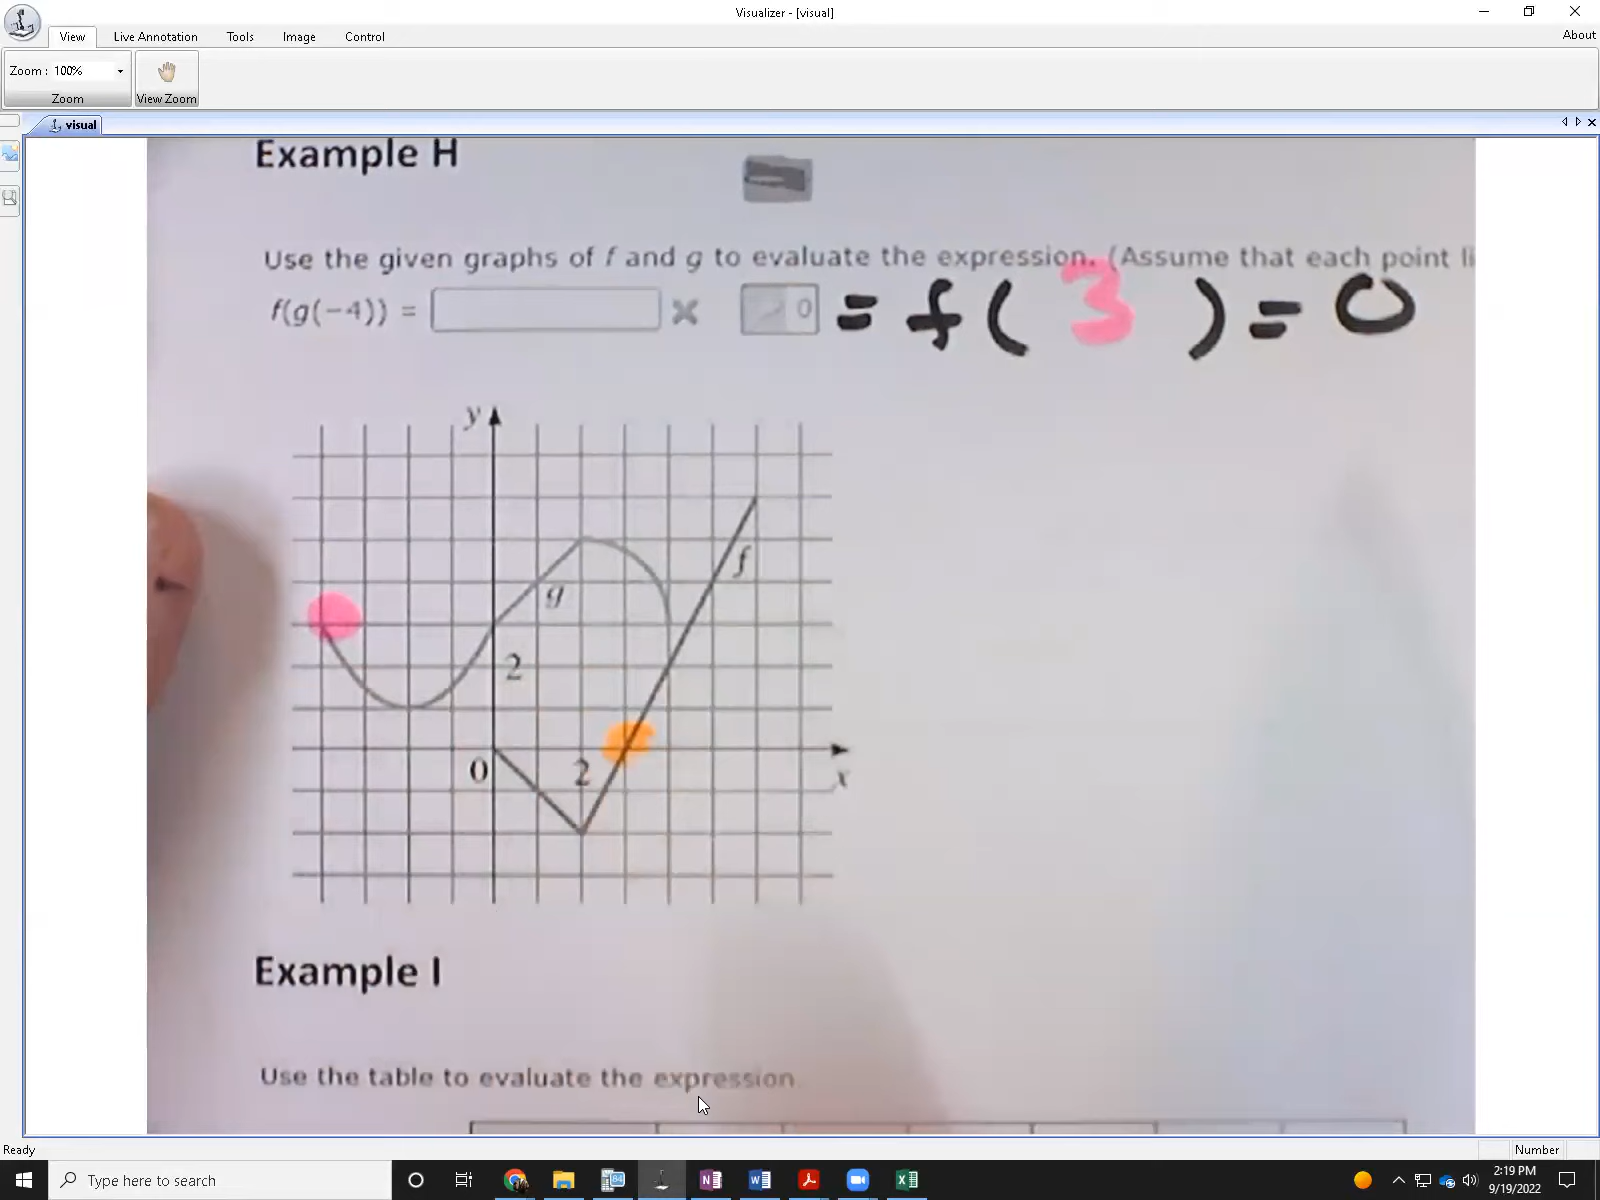 Visualizer - [visual]
View Live Annotation Tools Image Control About
Zoom : 100%
Zoom View Zoom
visual
Example H
Use the given graphs of f and g to evaluate the expression. (Assume that each point li
f(g(-4)) = × 0 = f( 3 ) = 0
y
f
g
2
0 2 x
Example I
Use the table to evaluate the expression.
Ready Number
Type here to search
2:19 PM
9/19/2022